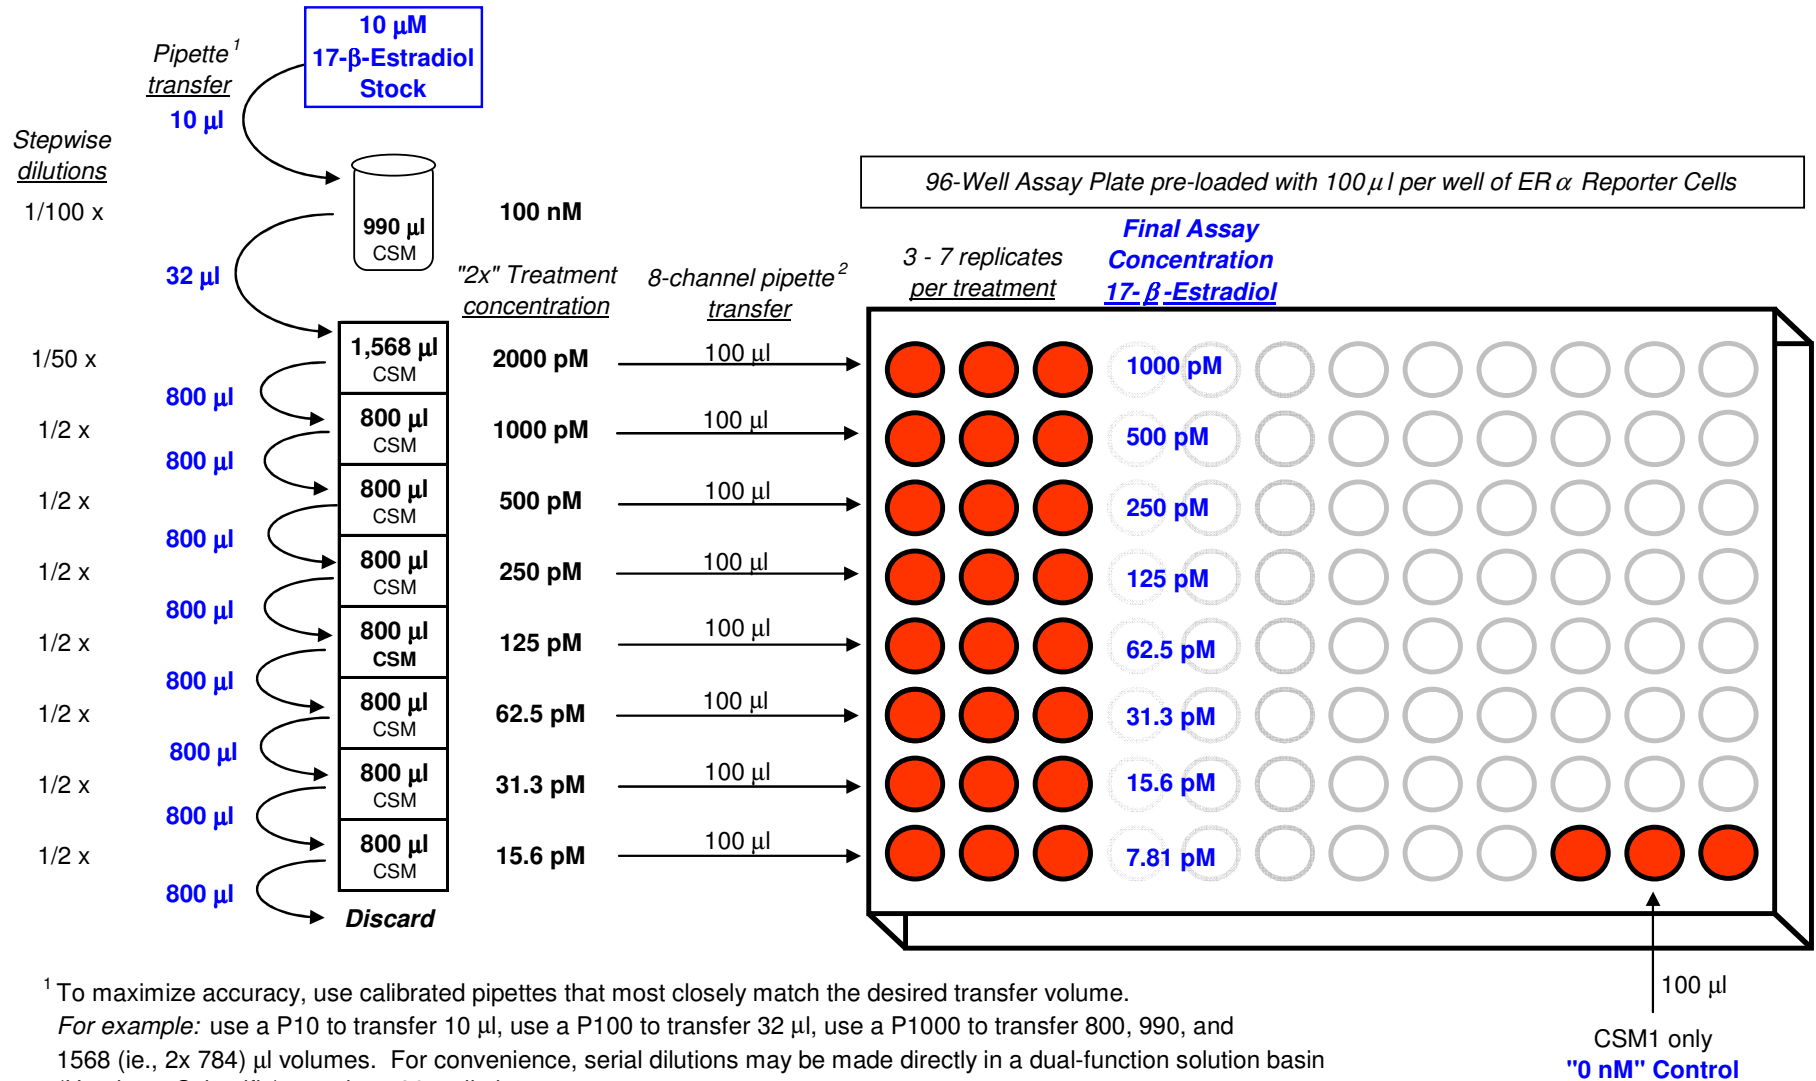 10 µM
17-β-Estradiol
Stock
Pipette 1
transfer
10 µl
Stepwise
dilutions
1/100 x
990 µl
CSM
100 nM
32 µl
96-Well Assay Plate pre-loaded with 100 µl per well of ER α Reporter Cells
"2x" Treatment
concentration
8-channel pipette 2
transfer
3 - 7 replicates
per treatment
Final Assay
Concentration
17- β -Estradiol
1/50 x
1,568 µl
CSM
2000 pM
100 µl
1000 pM
800 µl
1/2 x
800 µl
CSM
1000 pM
100 µl
500 pM
800 µl
1/2 x
800 µl
CSM
500 pM
100 µl
250 pM
800 µl
1/2 x
800 µl
CSM
250 pM
100 µl
125 pM
800 µl
1/2 x
800 µl
CSM
125 pM
100 µl
62.5 pM
800 µl
1/2 x
800 µl
CSM
62.5 pM
100 µl
31.3 pM
800 µl
1/2 x
800 µl
CSM
31.3 pM
100 µl
15.6 pM
800 µl
1/2 x
800 µl
CSM
15.6 pM
100 µl
7.81 pM
800 µl
Discard
100 µl
CSM1 only
"0 nM" Control
1 To maximize accuracy, use calibrated pipettes that most closely match the desired transfer volume.
For example: use a P10 to transfer 10 µl, use a P100 to transfer 32 µl, use a P1000 to transfer 800, 990, and
1568 (ie., 2x 784) µl volumes. For convenience, serial dilutions may be made directly in a dual-function solution basin